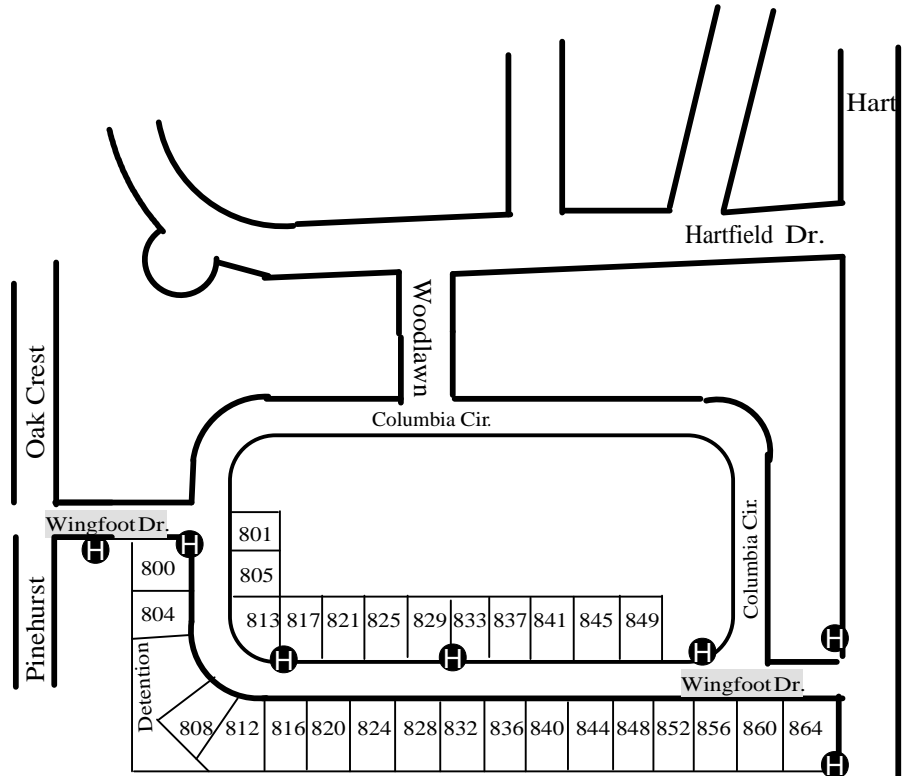 Hart
Hartfield Dr.
Woodlawn
Oak Crest
Columbia Cir.
Wingfoot Dr.
H
H
801
800
805
Columbia Cir.
Pinehurst
804
813 817 821 825 829 833 837 841 845 849
H
H
H
H
Wingfoot Dr.
Detention
808 812 816 820 824 828 832 836 840 844 848 852 856 860 864
H